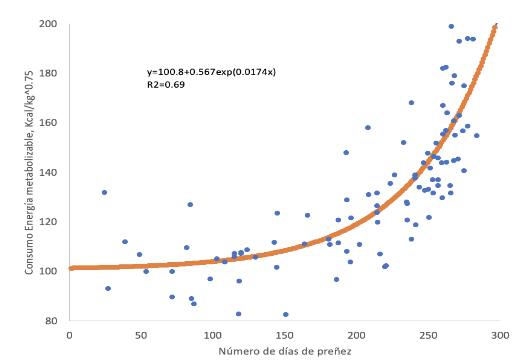 200
180
160
140
120
100
80
Consumo Energía metabolizable, Kcal/kg^0.75
y=100.8+0.567exp(0.0174x)
R2=0.69
0 50 100 150 200 250 300
Número de días de preñez